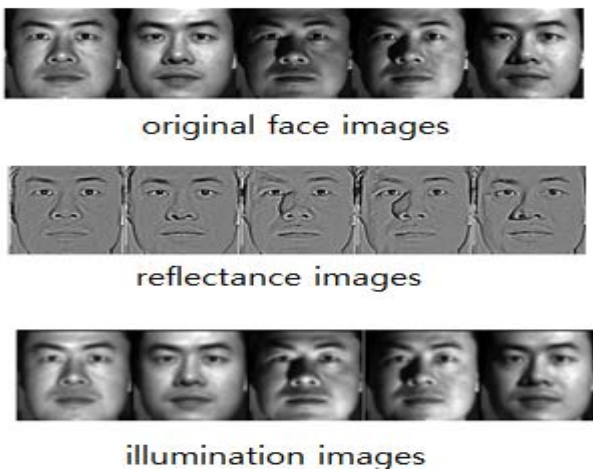 original face images
reflectance images
illumination images